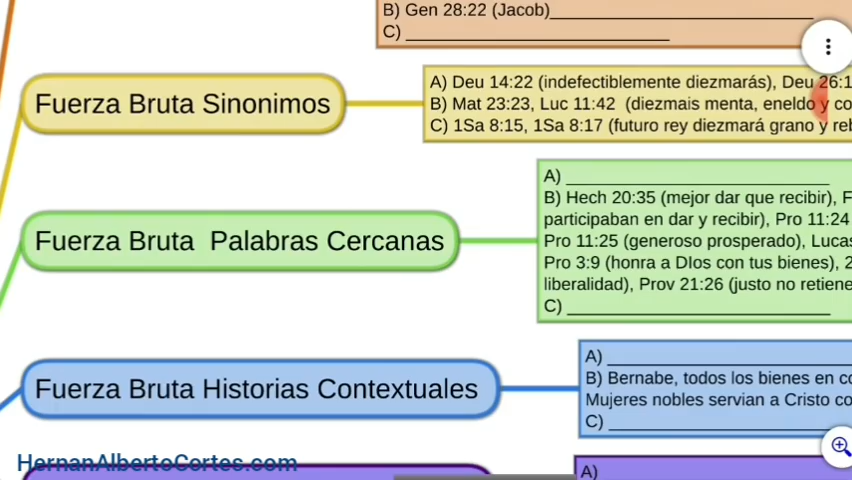 B) Gen 28:22 (Jacob)
C)
Fuerza Bruta Sinonimos
A) Deu 14:22 (indefectiblemente diezmarás), Deu 26:1
B) Mat 23:23, Luc 11:42 (diezmais menta, eneldo y co
C) 1Sa 8:15, 1Sa 8:17 (futuro rey diezmará grano y reb
Fuerza Bruta Palabras Cercanas
A)
B) Hech 20:35 (mejor dar que recibir), F
participaban en dar y recibir), Pro 11:24
Pro 11:25 (generoso prosperado), Lucas
Pro 3:9 (honra a DIos con tus bienes), 2
liberalidad), Prov 21:26 (justo no retiene
C)
Fuerza Bruta Historias Contextuales
A)
B) Bernabe, todos los bienes en co
Mujeres nobles servian a Cristo co
C)
HernanAlbertoCortes.com
A)